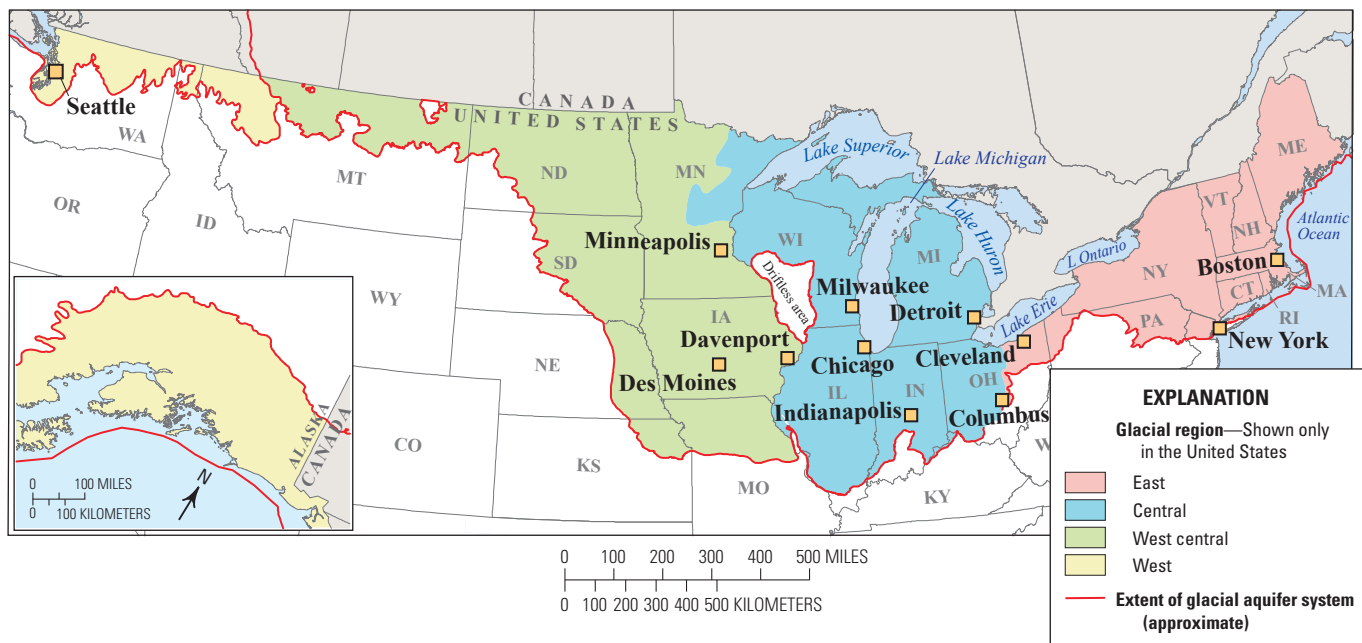 CANADA
UNITED STATES
Seattle
WA
OR
ID
MT
WY
ND
SD
NE
CO
KS
MN
Minneapolis
IA
Davenport
Des Moines
MO
WI
Driftless area
Milwaukee
Chicago
IL
Indianapolis
IN
MI
Detroit
Lake Superior
Lake Michigan
Lake Huron
Lake Erie
L Ontario
Cleveland
OH
Columbus
KY
W
PA
NY
VT
NH
ME
Boston
CT
MA
RI
New York
Atlantic
Ocean
ALASKA
CANADA
N
0 100 MILES
0 100 KILOMETERS
0 100 200 300 400 500 MILES
0 100 200 300 400 500 KILOMETERS
EXPLANATION
Glacial region—Shown only
in the United States
East
Central
West central
West
Extent of glacial aquifer system
(approximate)